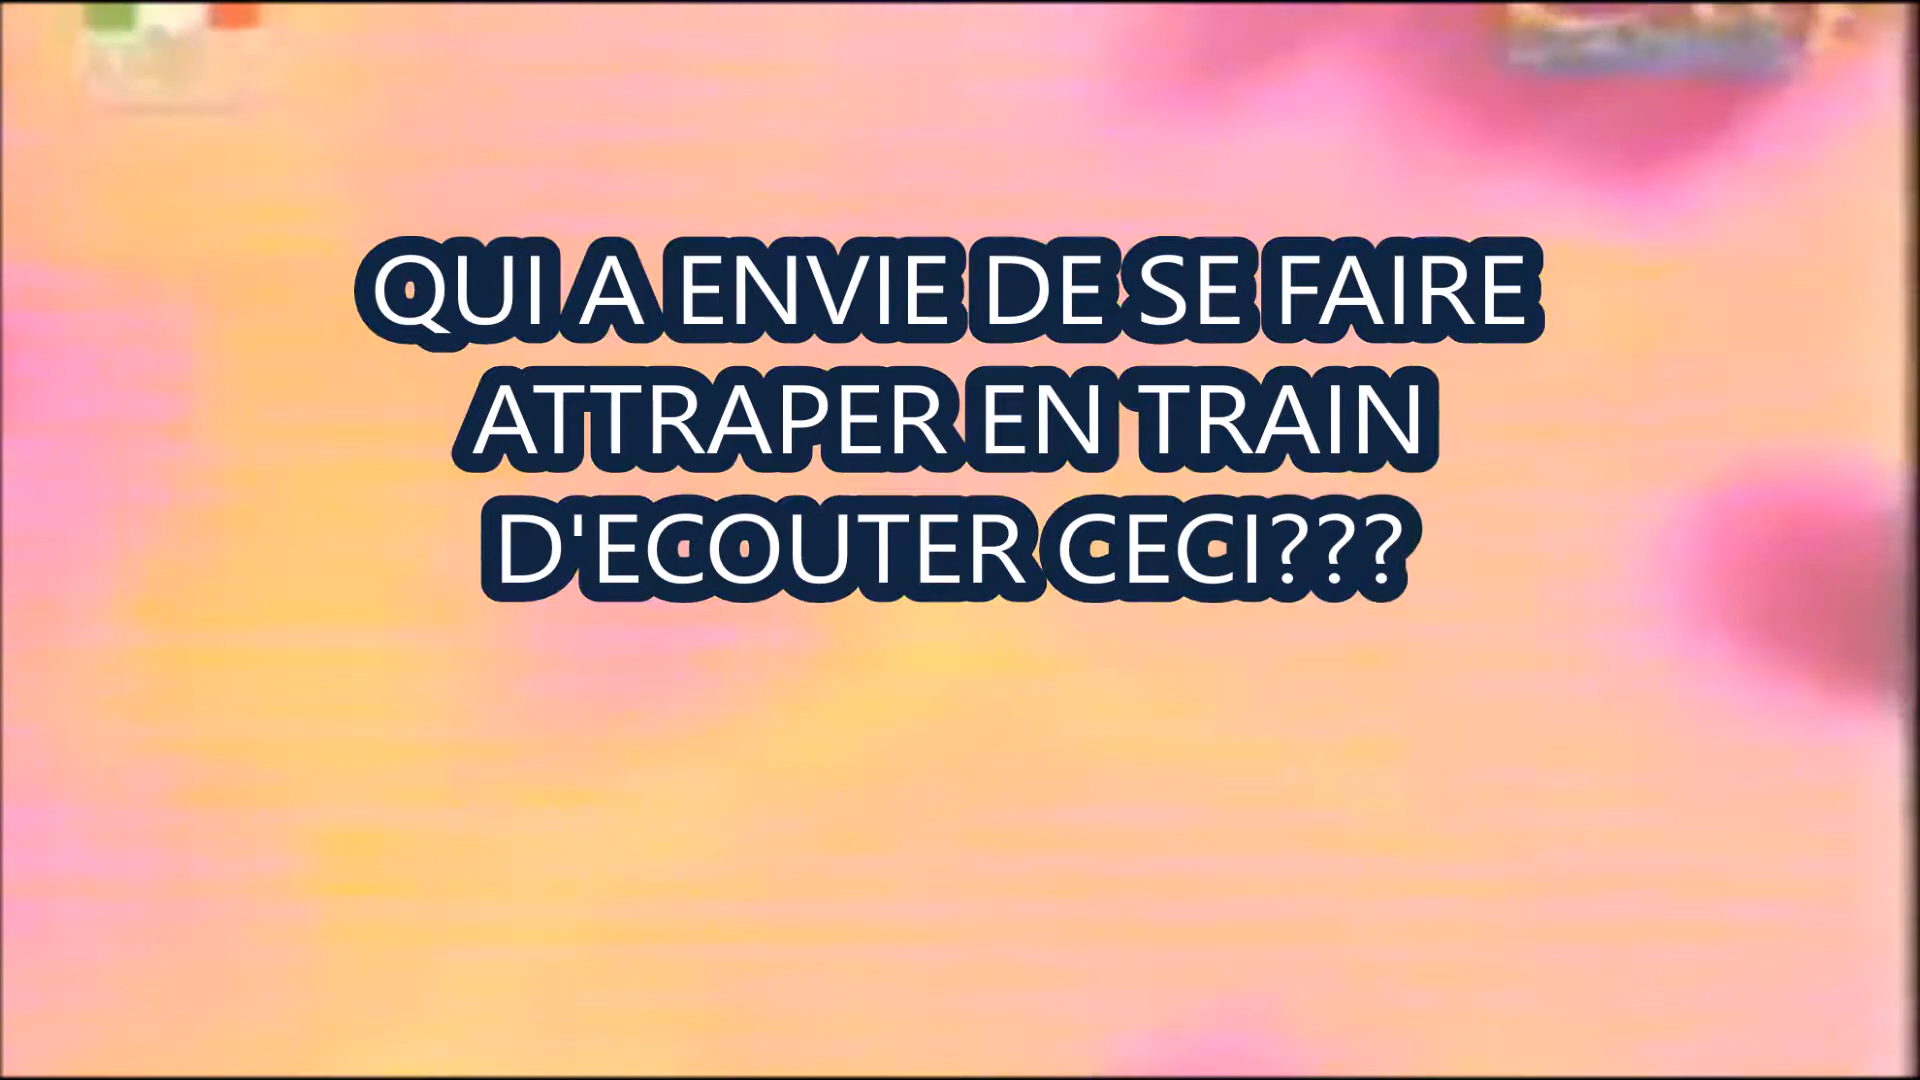 QUI A ENVIE DE SE FAIRE
ATTRAPER EN TRAIN
D'ECOUTER CECI???